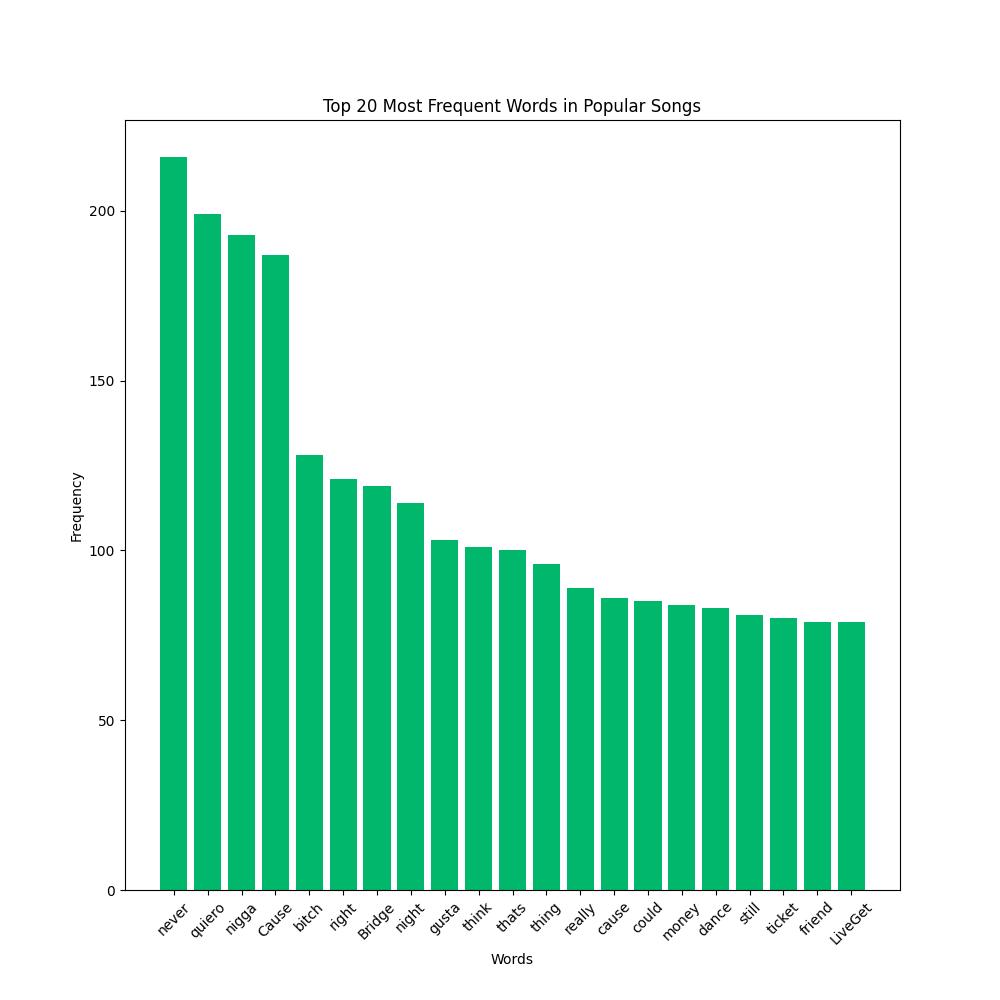 Top 20 Most Frequent Words in Popular Songs
Frequency
200
150
100
50
0
never quiero nigga Cause bitch right Bridge night gusta think thats thing really cause could money dance still ticket friend LiveGet
Words